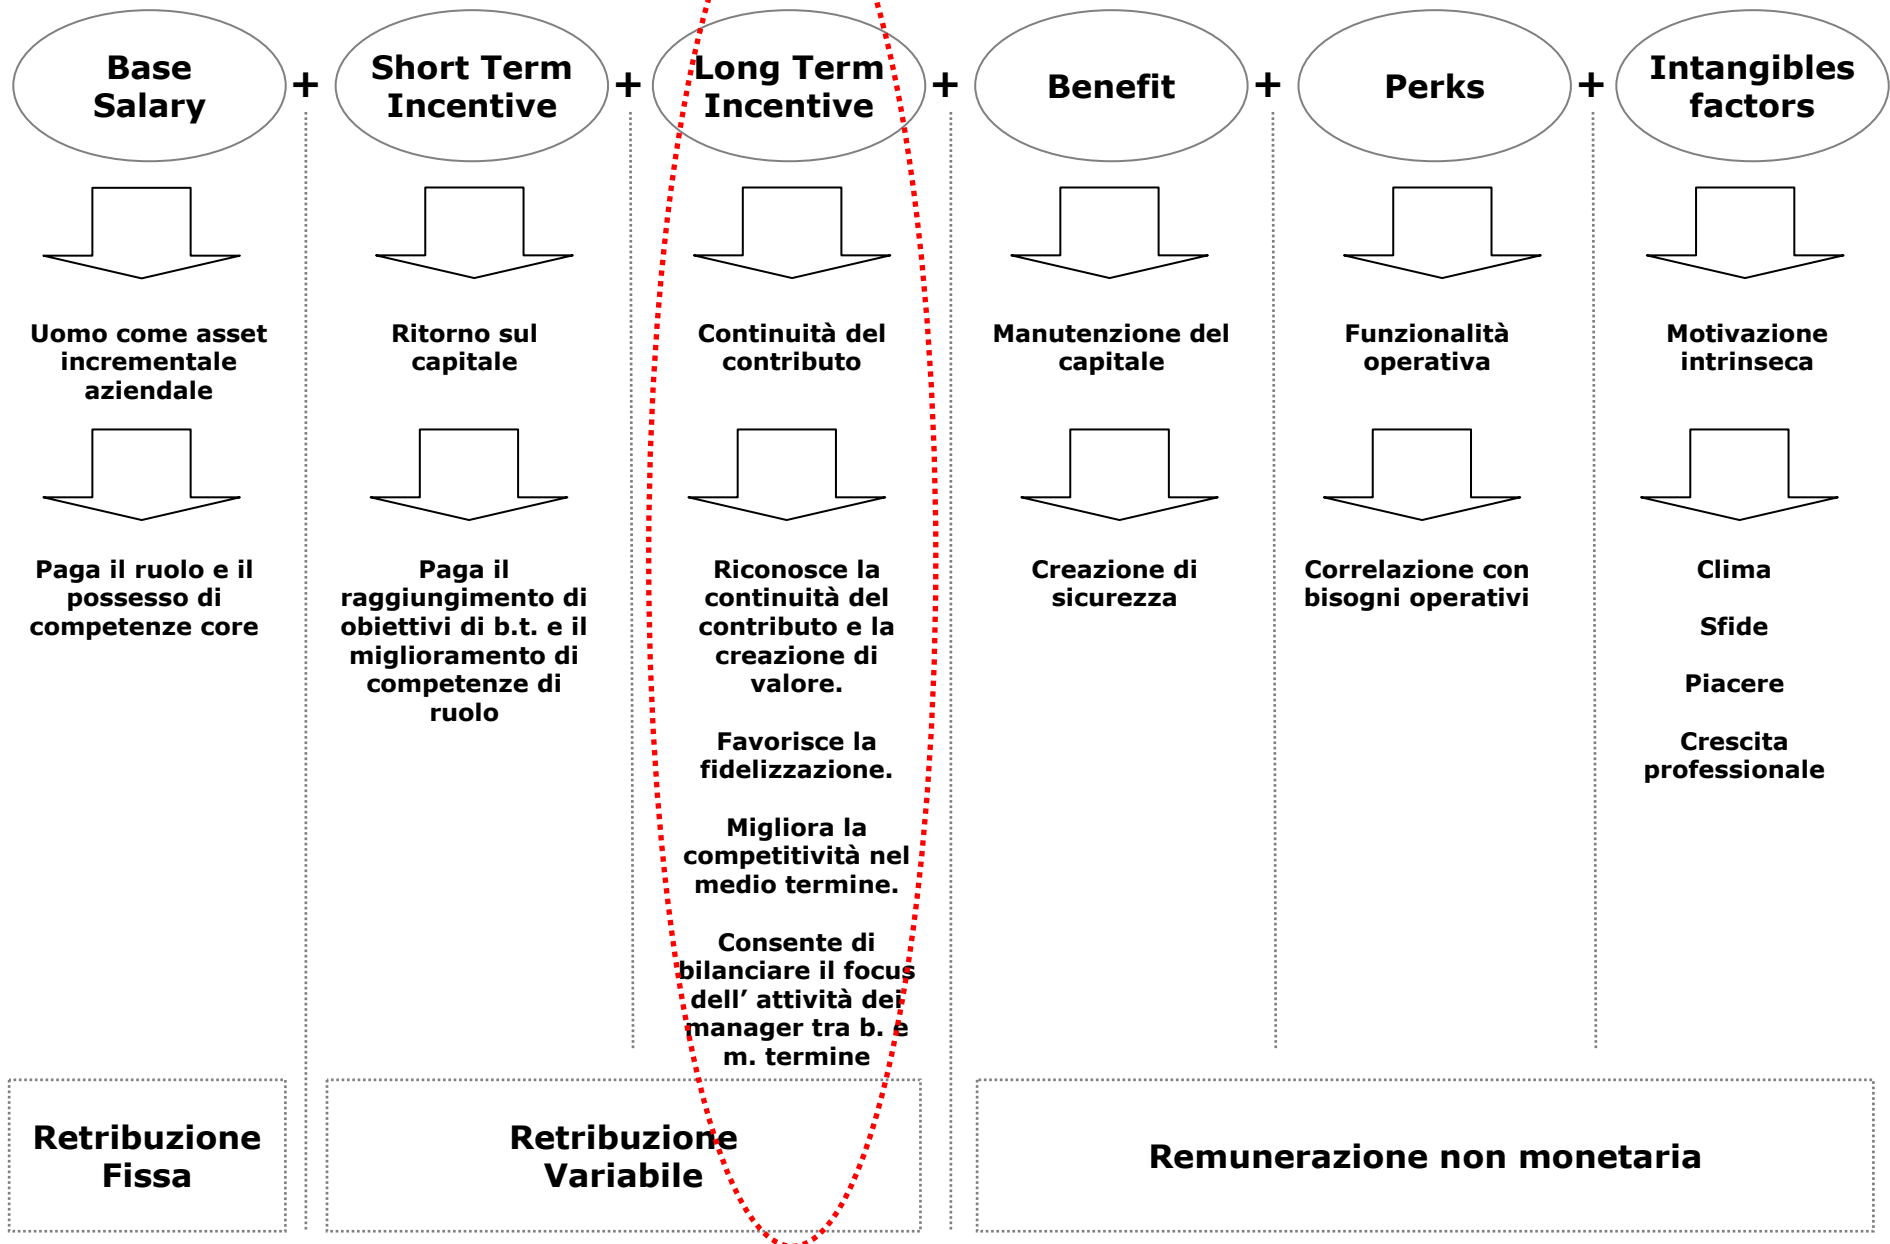 Base
Salary
+
Short Term
Incentive
+
Long Term
Incentive
+
Benefit
+
Perks
+
Intangibles
factors
Uomo come asset
incrementale
aziendale
Ritorno sul
capitale
Continuità del
contributo
Manutenzione del
capitale
Funzionalità
operativa
Motivazione
intrinseca
Paga il ruolo e il
possesso di
competenze core
Paga il
raggiungimento di
obiettivi di b.t. e il
miglioramento di
competenze di
ruolo
Riconosce la
continuità del
contributo e la
creazione di
valore.
Favorisce la
fidelizzazione.
Migliora la
competitività nel
medio termine.
Consente di
bilanciare il focus
dell’ attività dei
manager tra b. e
m. termine
Creazione di
sicurezza
Correlazione con
bisogni operativi
Clima
Sfide
Piacere
Crescita
professionale
Retribuzione
Fissa
Retribuzione
Variabile
Remunerazione non monetaria